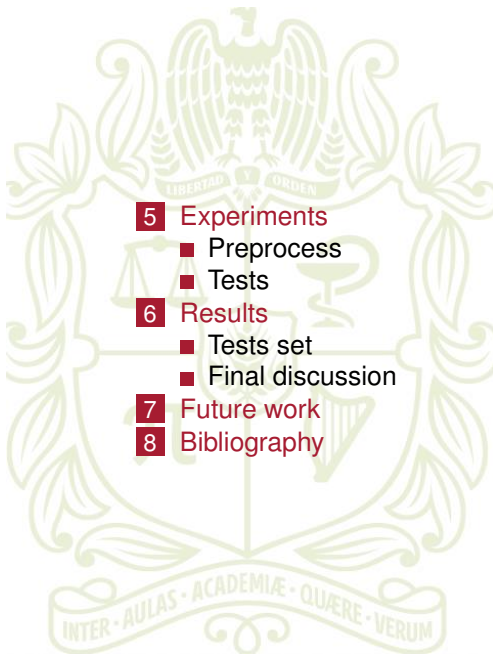 LIBERTAD Y ORDEN
5 Experiments
Preprocess
Tests
6 Results
Tests set
Final discussion
7 Future work
8 Bibliography
π
INTER · AULAS · ACADEMIÆ · QUÆRE · VERUM